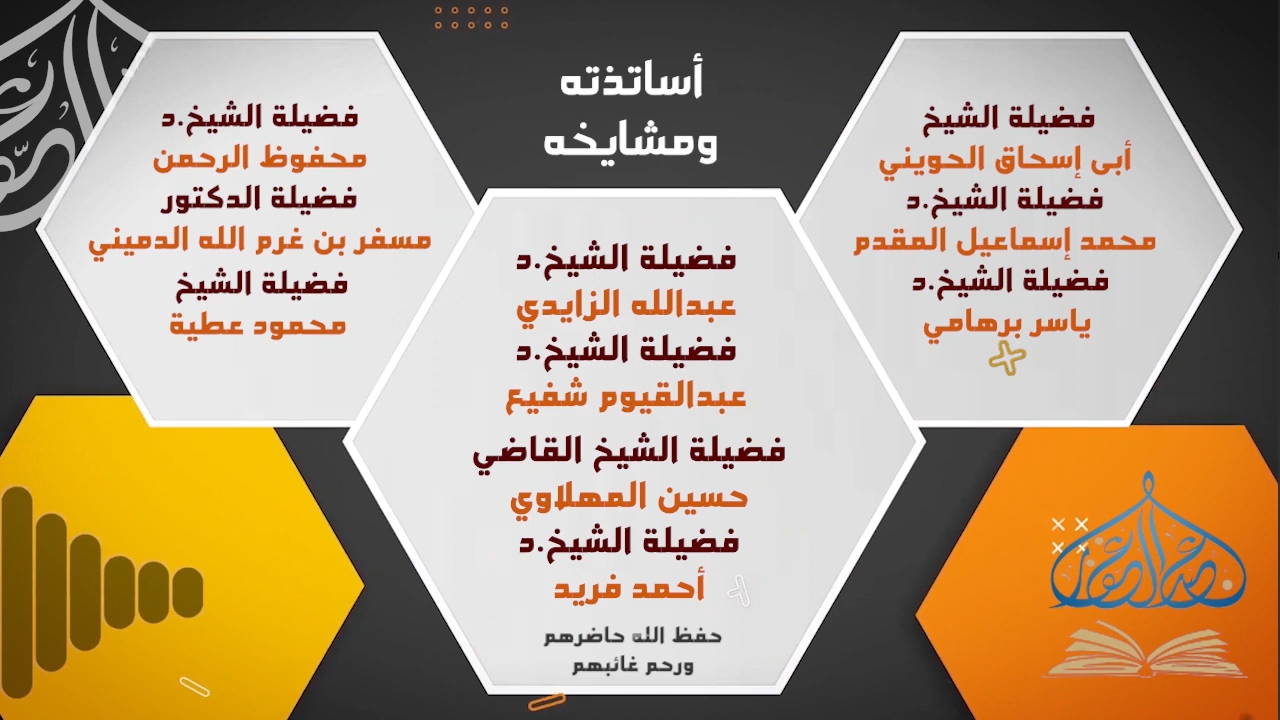 أساتذته
ومشايخه
فضيلة الشيخ
أبى إسحاق الحويني
فضيلة الشيخ.د
محمد إسماعيل المقدم
فضيلة الشيخ.د
ياسر برهامي
فضيلة الشيخ.د
عبدالله الزايدي
فضيلة الشيخ.د
عبدالقيوم شفيع
فضيلة الشيخ القاضي
حسين المهلاوي
فضيلة الشيخ.د
أحمد فريد
حفظ الله حاضرهم
ورحم غائبهم
فضيلة الشيخ.د
محفوظ الرحمن
فضيلة الدكتور
مسفر بن غرم الله الدميني
فضيلة الشيخ
محمود عطية